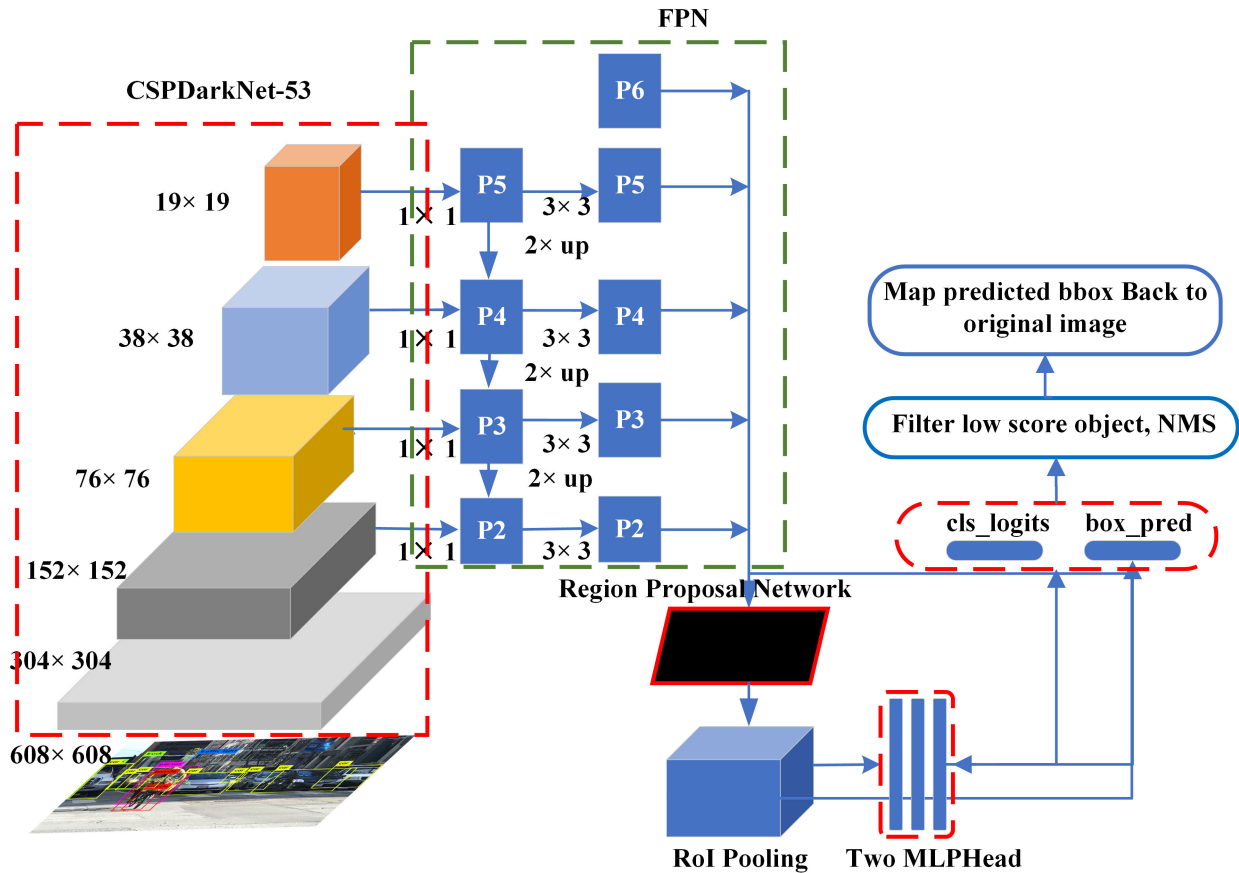 FPN
CSPDarkNet-53
P6
19× 19
P5
P5
1 × 1
3× 3
2× up
38× 38
P4
P4
1 × 1
3× 3
2× up
76× 76
P3
P3
1 × 1
3× 3
2× up
152× 152
P2
P2
1 × 1
3× 3
304× 304
608× 608
Region Proposal Network
RoI Pooling
Two MLPHead
cls_logits
box_pred
Filter low score object, NMS
Map predicted bbox Back to
original image